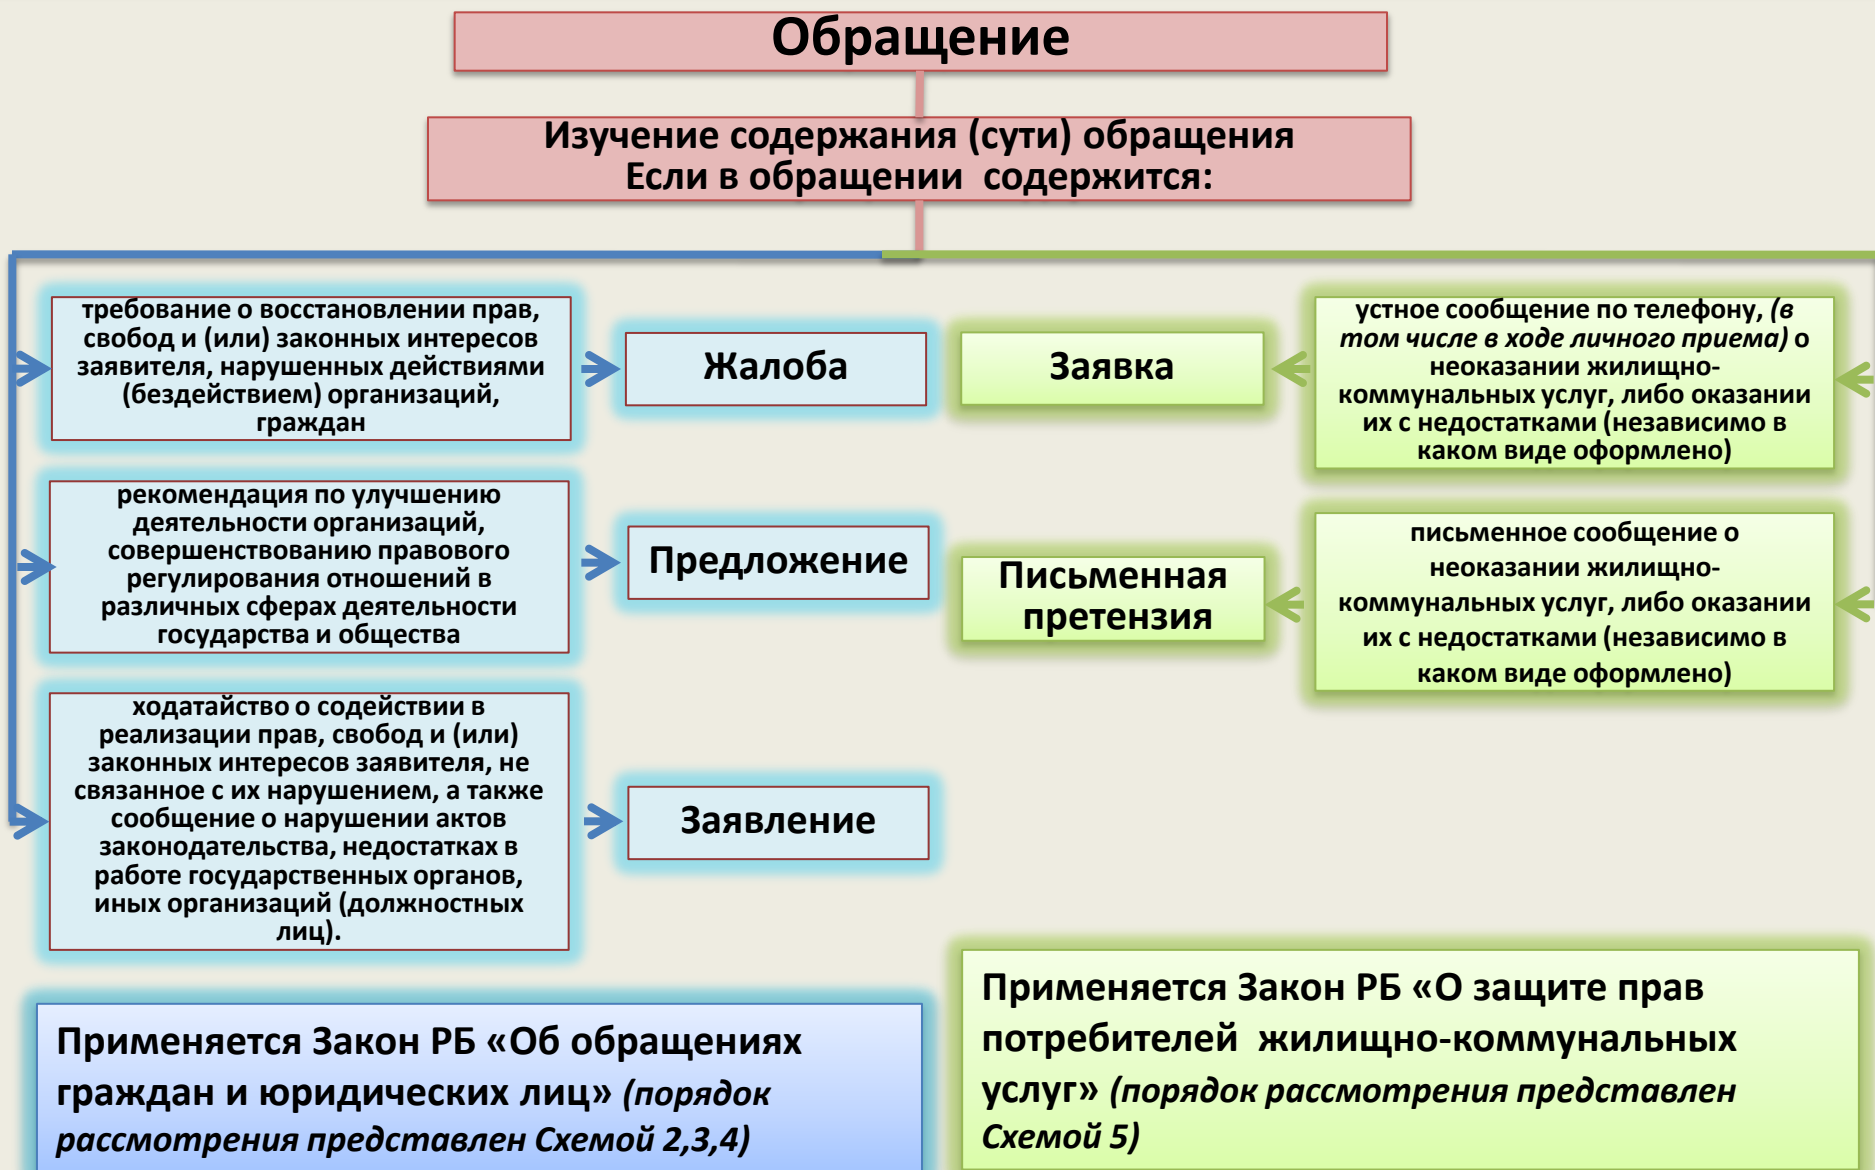 Обращение
Изучение содержания (сути) обращения
Если в обращении  содержится:
требование о восстановлении прав,
свобод и (или) законных интересов
заявителя, нарушенных действиями
(бездействием) организаций,
граждан
Жалоба
рекомендация по улучшению
деятельности организаций,
совершенствованию правового
регулирования отношений в
различных сферах деятельности
государства и общества
Предложение
ходатайство о содействии в
реализации прав, свобод и (или)
законных интересов заявителя, не
связанное с их нарушением, а также
сообщение о нарушении актов
законодательства, недостатках в
работе государственных органов,
иных организаций (должностных
лиц).
Заявление
Применяется Закон РБ «Об обращениях
граждан и юридических лиц» (порядок
рассмотрения представлен Схемой 2,3,4)
устное сообщение по телефону, (в
том числе в ходе личного приема) о
неоказании жилищно-
коммунальных услуг, либо оказании
их с недостатками (независимо в
каком виде оформлено)
Заявка
письменное сообщение о
неоказании жилищно-
коммунальных услуг, либо оказании
их с недостатками (независимо в
каком виде оформлено)
Письменная
претензия
Применяется Закон РБ «О защите прав
потребителей  жилищно-коммунальных
услуг» (порядок рассмотрения представлен
Схемой 5)